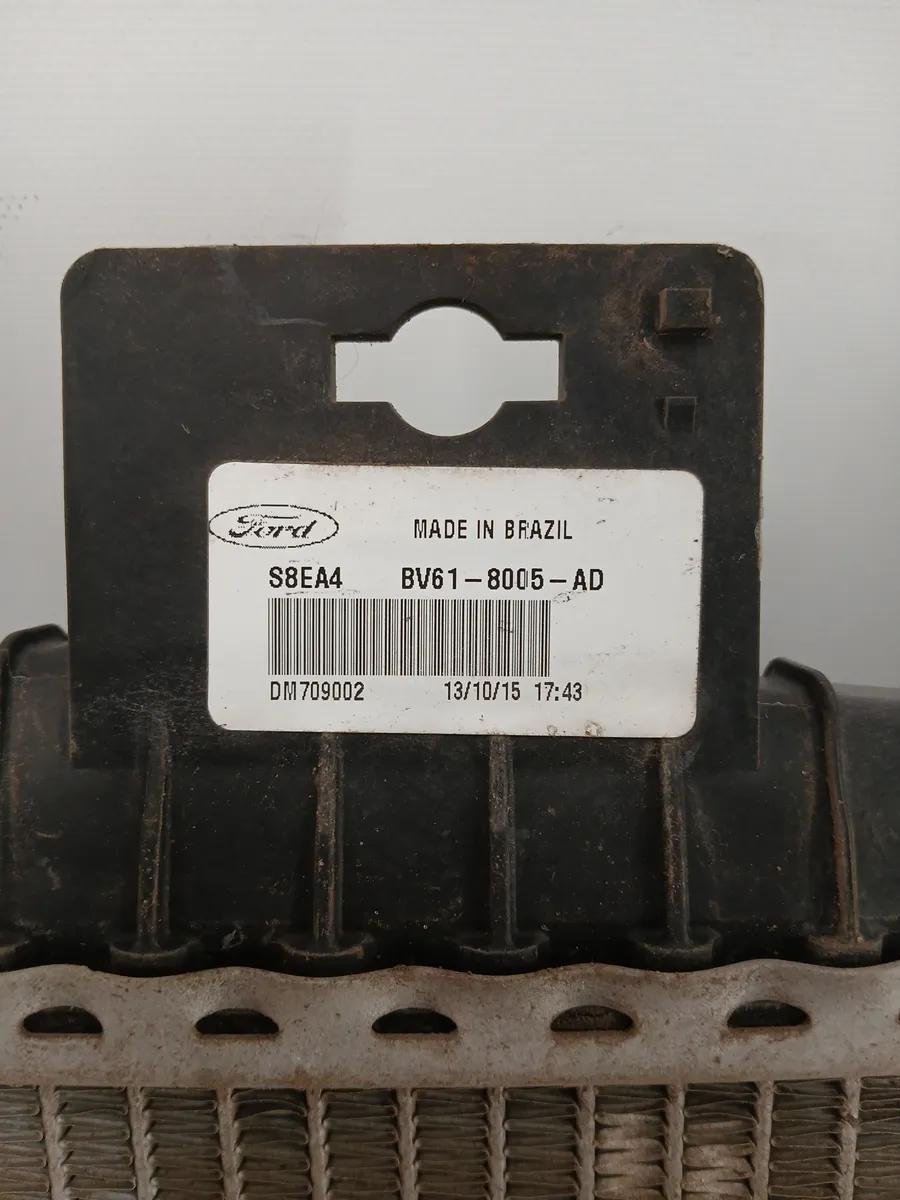 Ford
MADE IN BRAZIL
S8EA4 BV61-8005-AD
DM709002 13/10/15 17:43